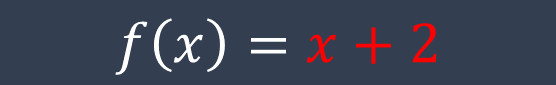 f(x) = x + 2